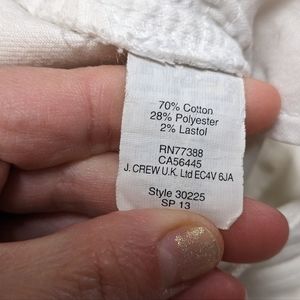 70% Cotton
28% Polyester
2% Lastol
RN77388
CA56445
J. CREW U.K. Ltd EC4V 6JA
Style 30225
SP 13